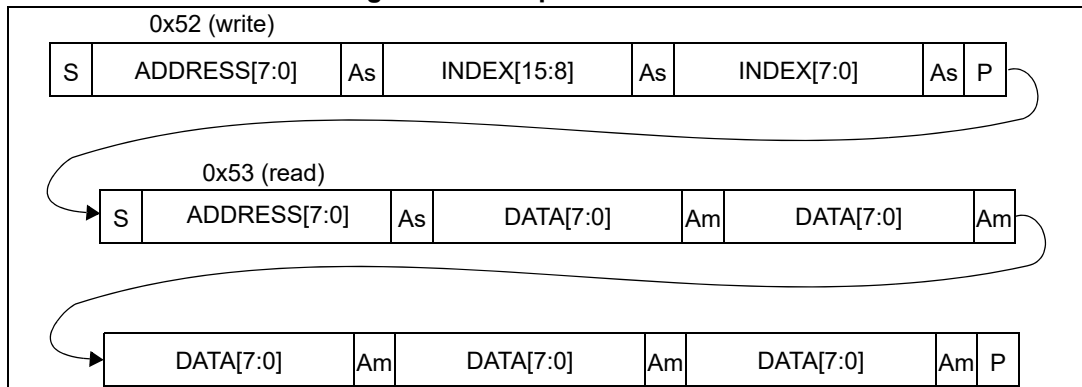 0x52 (write)
S ADDRESS[7:0] As INDEX[15:8] As INDEX[7:0] As P
0x53 (read)
S ADDRESS[7:0] As DATA[7:0] Am DATA[7:0] Am
DATA[7:0] Am DATA[7:0] Am DATA[7:0] Am P